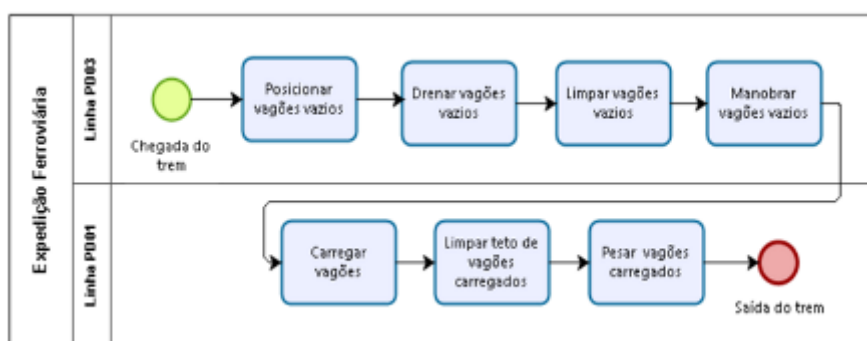 Expedição Ferroviária
Linha PD03
Chegada do
trem
Posicionar
vagões vazios
Drenar vagões
vazios
Limpar vagões
vazios
Manobrar
vagões vazios
Linha PD01
Carregar
vagões
Limpar teto de
vagões
carregados
Pesar vagões
carregados
Saída do trem